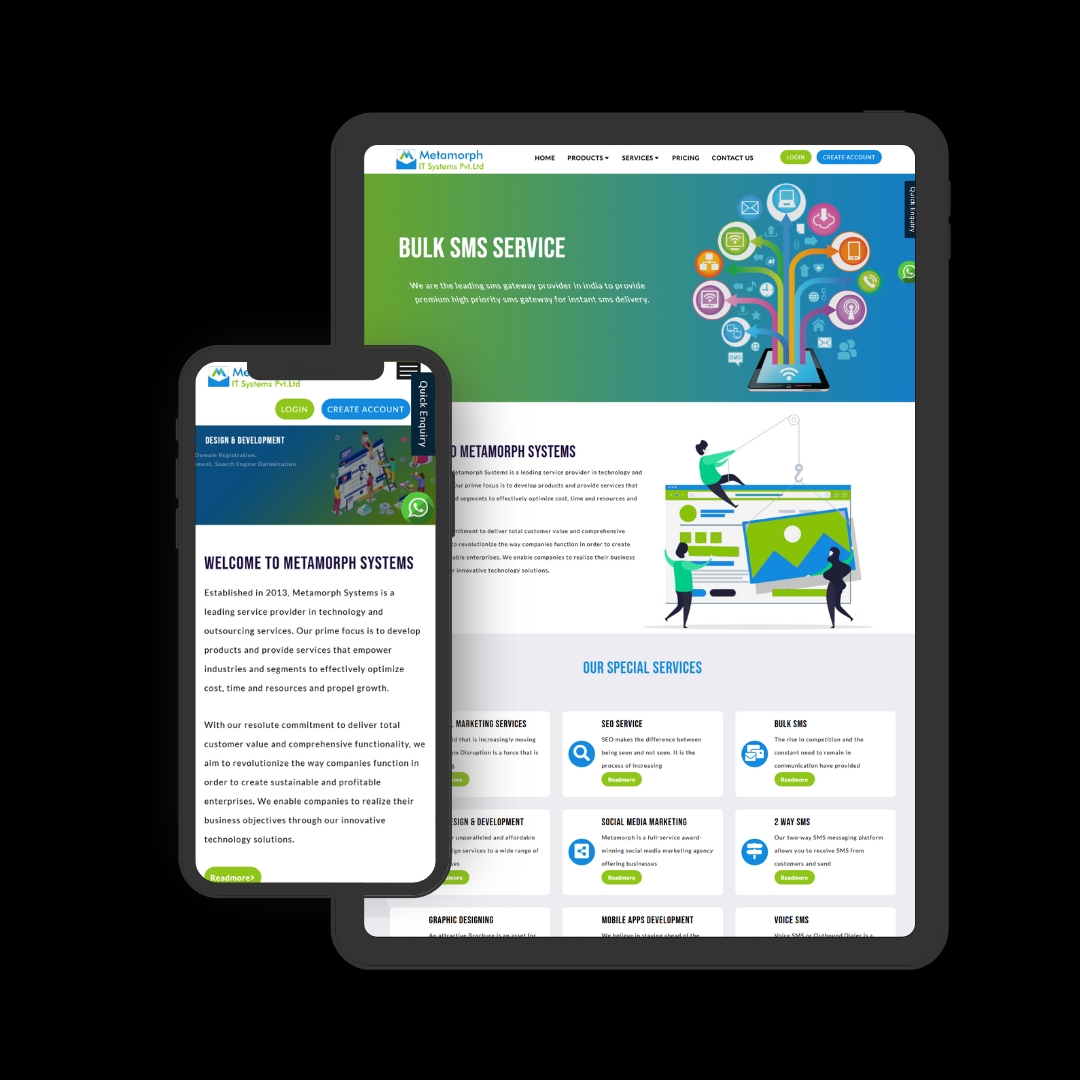 Metamorph
IT Systems Pvt.Ltd
HOME PRODUCTS SERVICES PRICING CONTACT US
LOGIN CREATE ACCOUNT
Quick Enquiry
BULK SMS SERVICE
We are the leading sms gateway provider in india to provide
premium high priority sms gateway for instant sms delivery.
SMS
O METAMORPH SYSTEMS
etamorph Systems is a leading service provider in technology and
Our prime focus is to develop products and provide services that
d segments to effectively optimize cost, time and resources and
mitment to deliver total customer value and comprehensive
to revolutionize the way companies function in order to create
able enterprises. We enable companies to realize their business
r innovative technology solutions.
OUR SPECIAL SERVICES
L MARKETING SERVICES
ld that is increasingly moving
m Disruption is a force that is
g
more
SEO SERVICE
SEO makes the difference between
being seen and not seen. It is the
process of increasing
Readmore
BULK SMS
The rise in competition and the
constant need to remain in
communication have provided
Readmore
ESIGN & DEVELOPMENT
r unparalleled and affordable
ign services to a wide range of
ses
more
SOCIAL MEDIA MARKETING
Metamorph is a full-service award-
winning social media marketing agency
offering businesses
Readmore
2 WAY SMS
Our two-way SMS messaging platform
allows you to receive SMS from
customers and send
Readmore
GRAPHIC DESIGNING
An attractive Brochure is an asset for
MOBILE APPS DEVELOPMENT
We believe in staying ahead of the
VOICE SMS
Voice SMS or Outbound Dialer is a
Me
IT Systems Pvt.Ltd
LOGIN CREATE ACCOUNT
Quick Enquiry
DESIGN & DEVELOPMENT
Domain Registration,
ment, Search Engine Optimization
WELCOME TO METAMORPH SYSTEMS
Established in 2013, Metamorph Systems is a
leading service provider in technology and
outsourcing services. Our prime focus is to develop
products and provide services that empower
industries and segments to effectively optimize
cost, time and resources and propel growth.
With our resolute commitment to deliver total
customer value and comprehensive functionality, we
aim to revolutionize the way companies function in
order to create sustainable and profitable
enterprises. We enable companies to realize their
business objectives through our innovative
technology solutions.
Readmore>